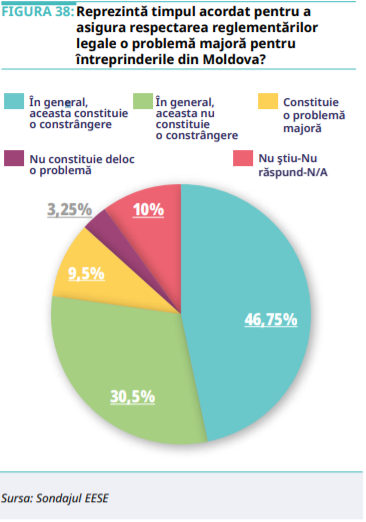 FIGURA 38: Reprezintă timpul acordat pentru a
asigura respectarea reglementărilor
legale o problemă majoră pentru
întreprinderile din Moldova?
În general,
aceasta constituie
o constrângere
În general,
aceasta nu
constituie
o constrângere
Constituie
o problemă
majoră
Nu constituie deloc
o problemă
Nu știu-Nu
răspund-N/A
3,25%
10%
9,5%
46,75%
30,5%
Sursa: Sondajul EESE